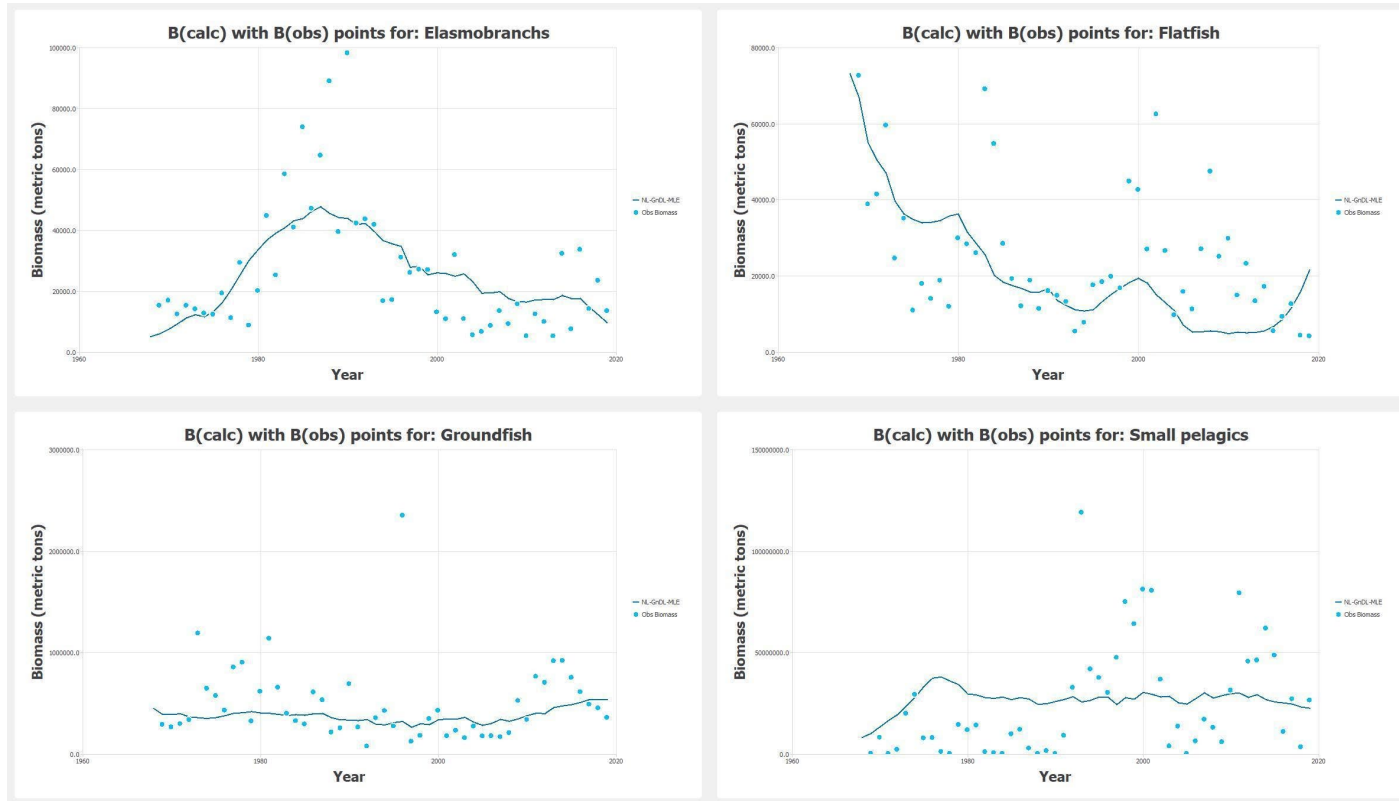 B(calc) with B(obs) points for: Elasmobranchs
100000.0
80000.0
60000.0
40000.0
20000.0
0.0
Biomass (metric tons)
1960
1980
2000
2020
Year
NL-GnDL-MLE
Obs Biomass
B(calc) with B(obs) points for: Flatfish
80000.0
60000.0
40000.0
20000.0
0.0
Biomass (metric tons)
1960
1980
2000
2020
Year
NL-GnDL-MLE
Obs Biomass
B(calc) with B(obs) points for: Groundfish
3000000.0
2000000.0
1000000.0
0.0
Biomass (metric tons)
1960
1980
2000
2020
Year
NL-GnDL-MLE
Obs Biomass
B(calc) with B(obs) points for: Small pelagics
150000000.0
100000000.0
50000000.0
0.0
Biomass (metric tons)
1960
1980
2000
2020
Year
NL-GnDL-MLE
Obs Biomass